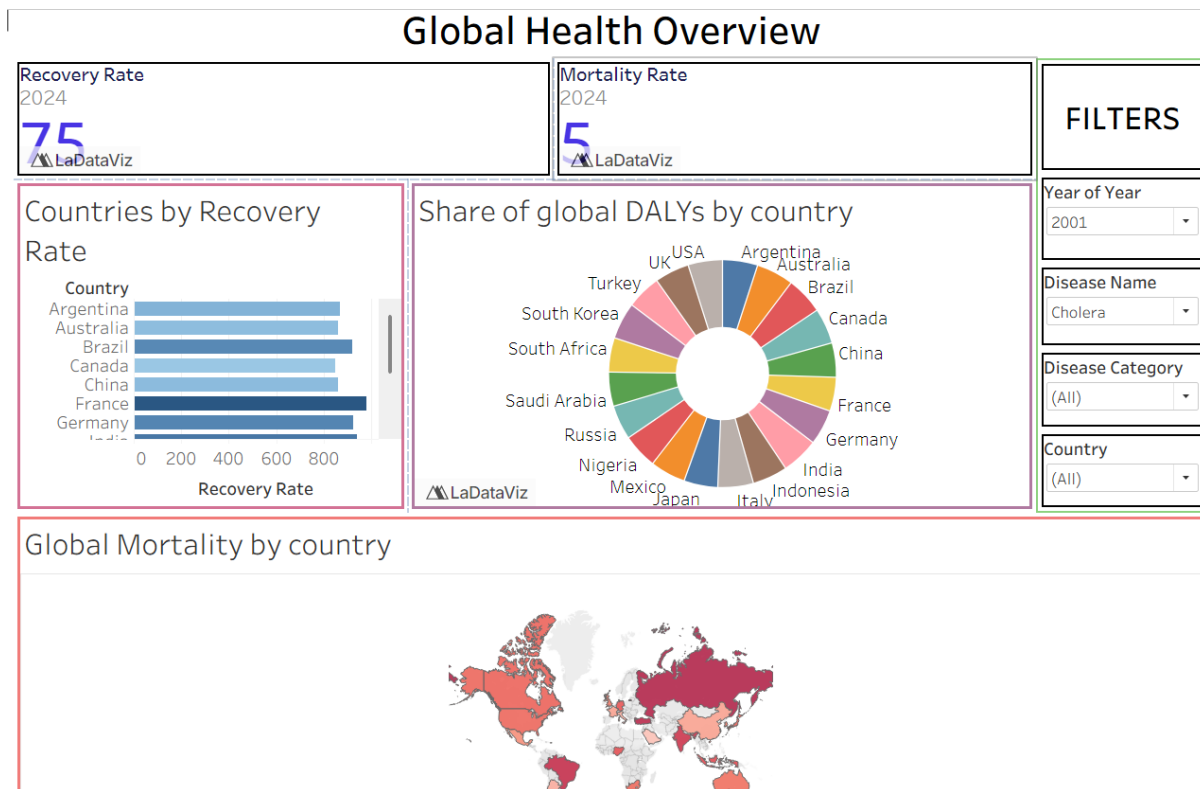 Global Health Overview
Recovery Rate
2024
75
LaDataViz
Mortality Rate
2024
5
LaDataViz
FILTERS
Year of Year
2001
Disease Name
Cholera
Disease Category
(All)
Country
(All)
Countries by Recovery
Rate
Country
Argentina
Australia
Brazil
Canada
China
France
Germany
India
0 200 400 600 800
Recovery Rate
Share of global DALYs by country
USA
Argentina
UK
Australia
Turkey
Brazil
South Korea
Canada
South Africa
China
Saudi Arabia
France
Russia
Germany
Nigeria
India
Mexico
Indonesia
Japan
Italy
LaDataViz
Global Mortality by country